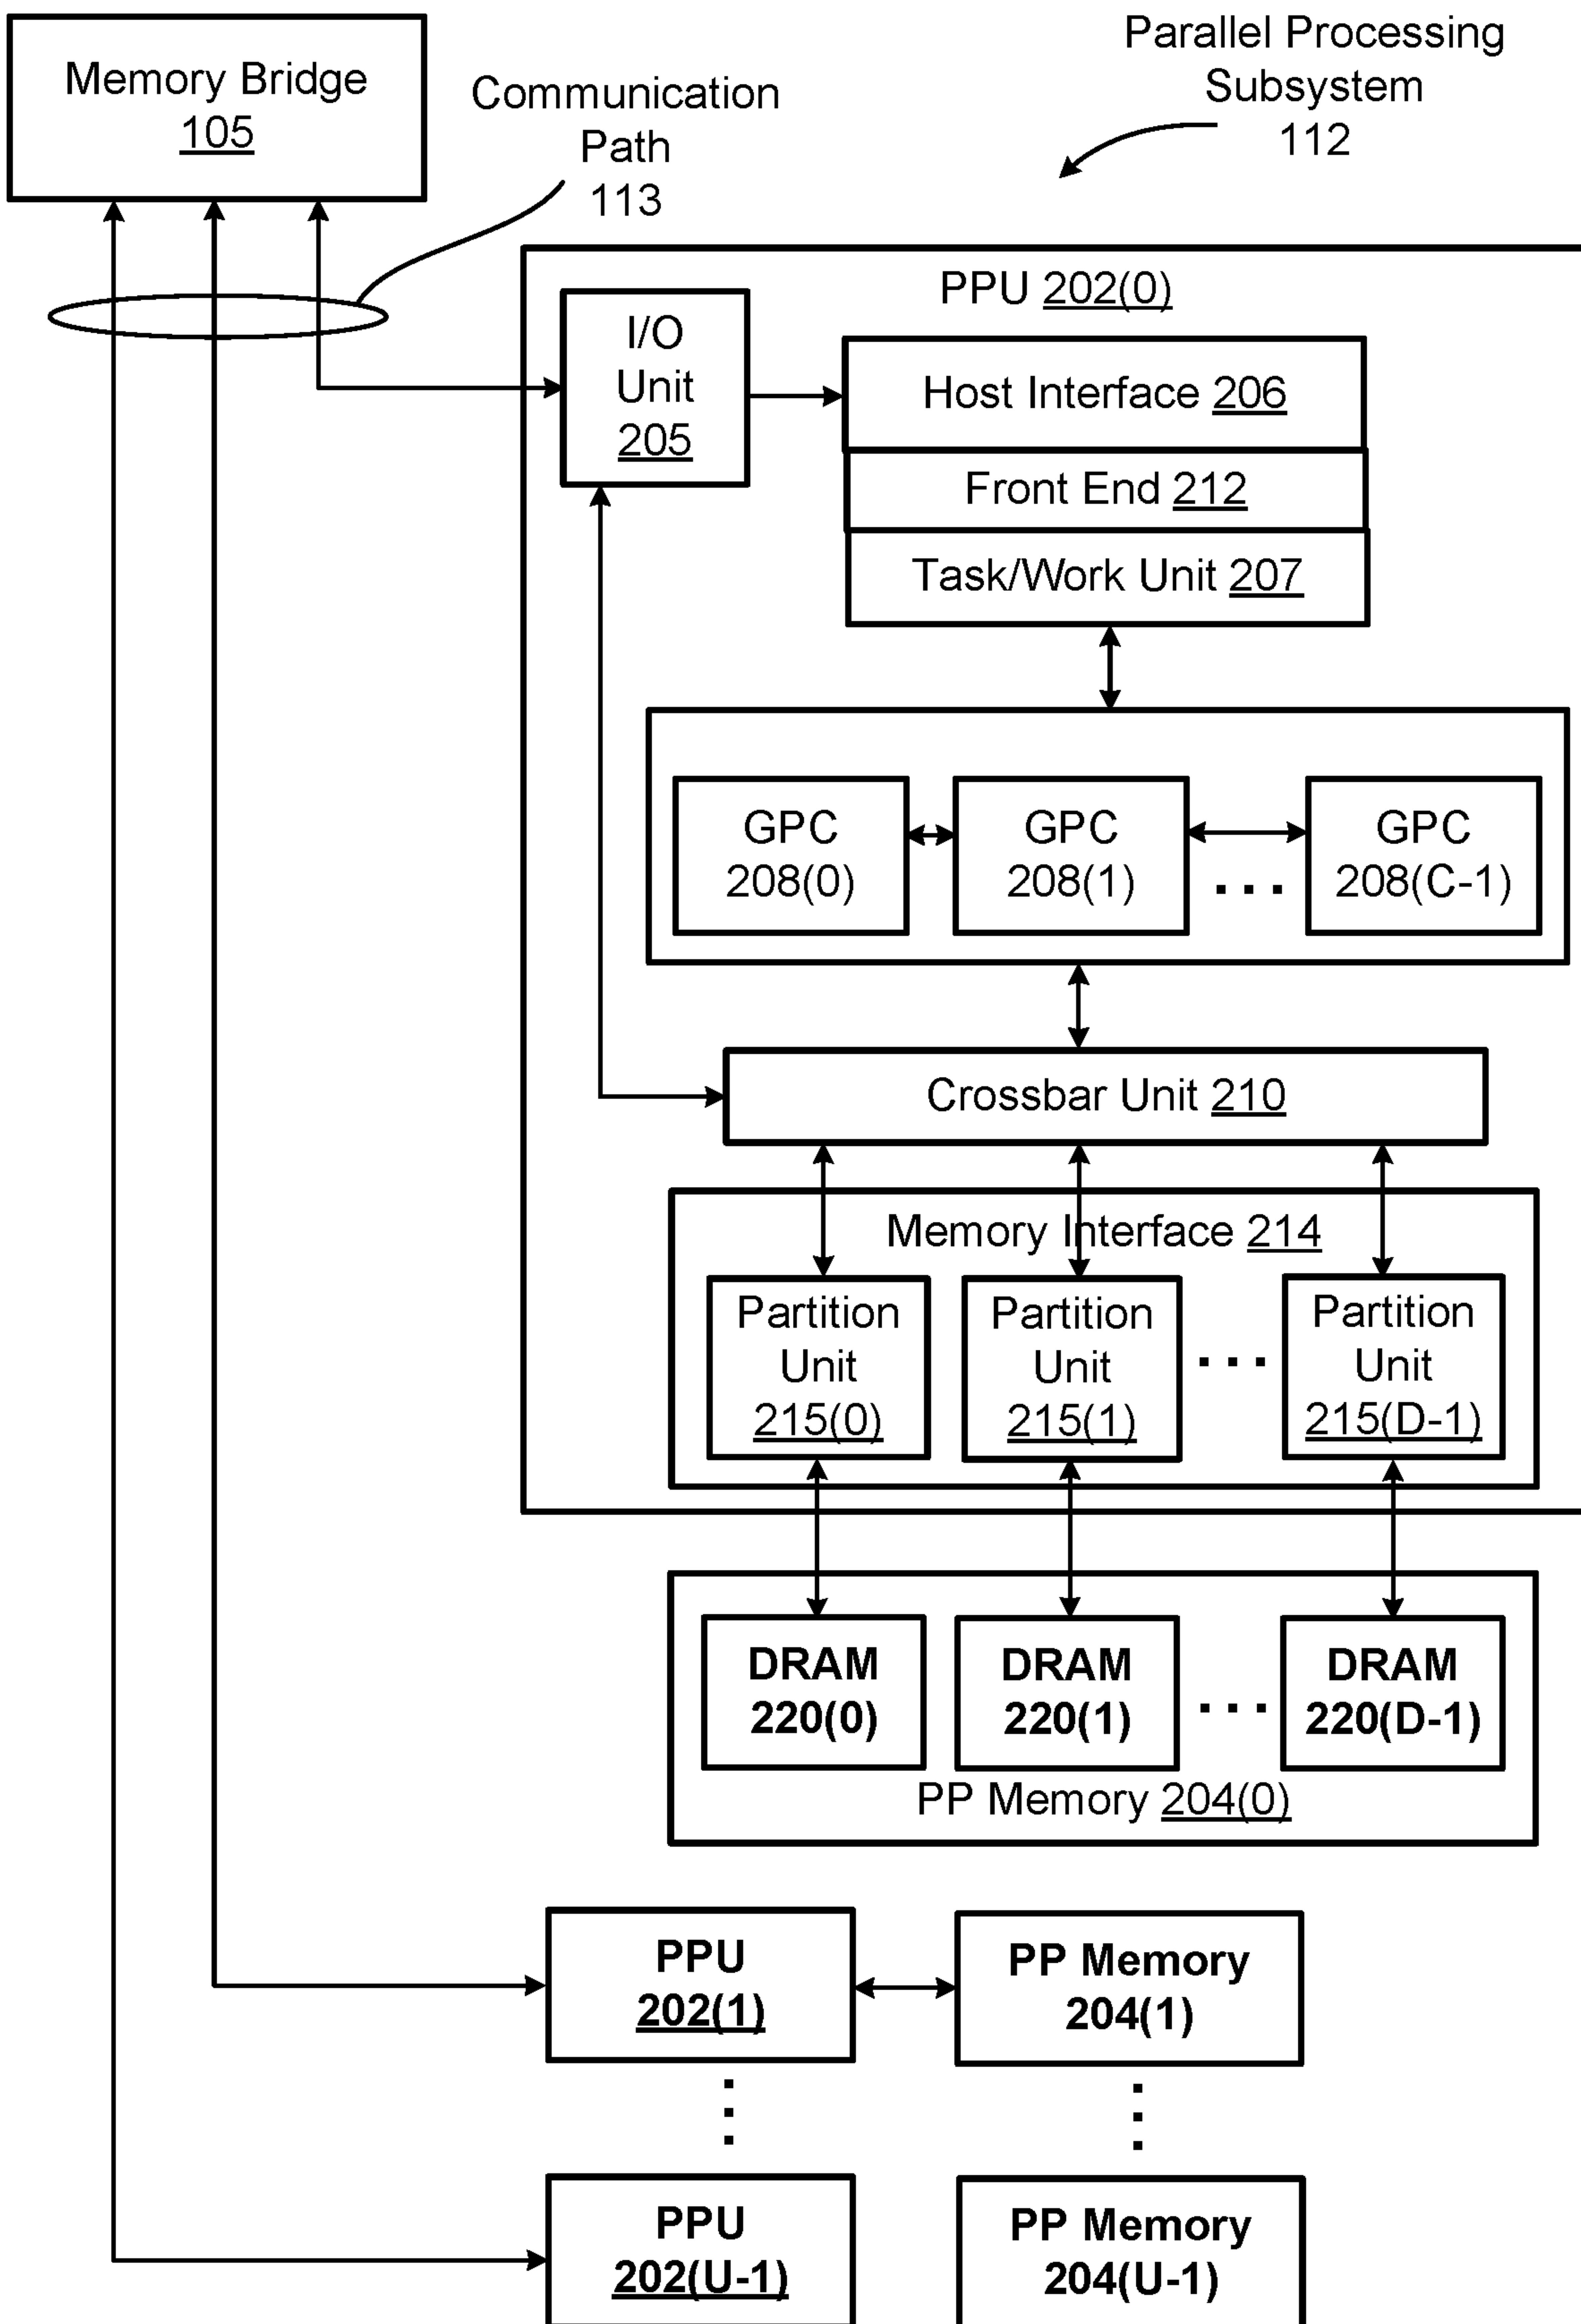 Memory Bridge
105
Communication
Path
113
Parallel Processing
Subsystem
112
PPU 202(0)
I/O
Unit
205
Host Interface 206
Front End 212
Task/Work Unit 207
GPC
208(0)
GPC
208(1)
...
GPC
208(C-1)
Crossbar Unit 210
Memory Interface 214
Partition
Unit
215(0)
Partition
Unit
215(1)
...
Partition
Unit
215(D-1)
DRAM
220(0)
DRAM
220(1)
...
DRAM
220(D-1)
PP Memory 204(0)
PPU
202(1)
PP Memory
204(1)
PPU
202(U-1)
PP Memory
204(U-1)